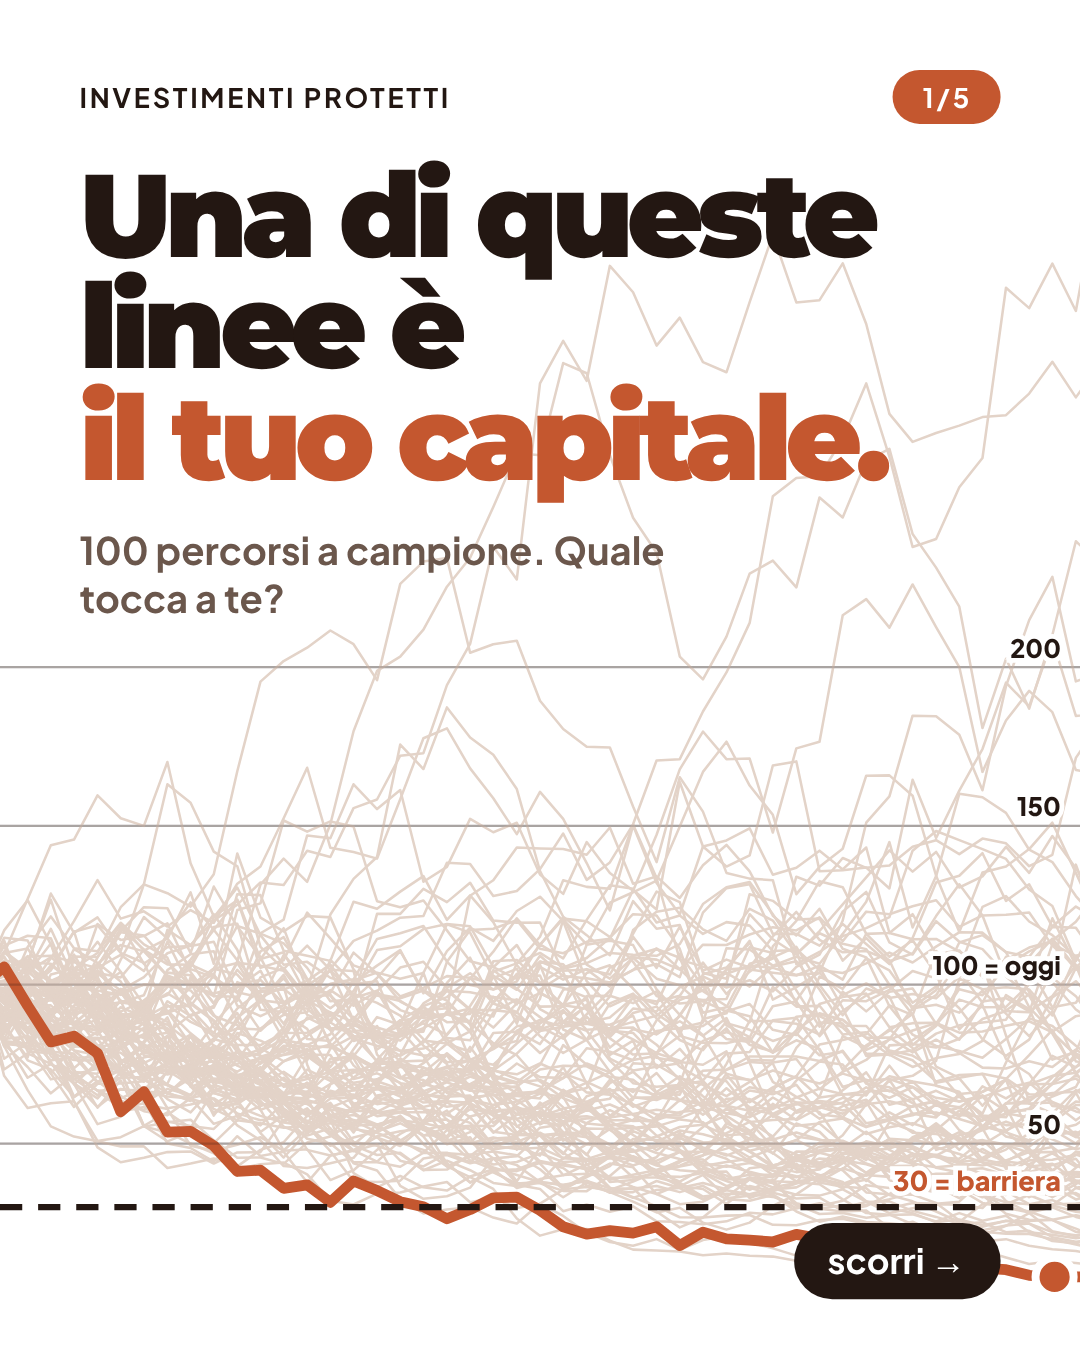 INVESTIMENTI PROTETTI
1/5
Una di queste
linee è
il tuo capitale.
100 percorsi a campione. Quale
tocca a te?
200
150
100 = oggi
50
30 = barriera
scorri →